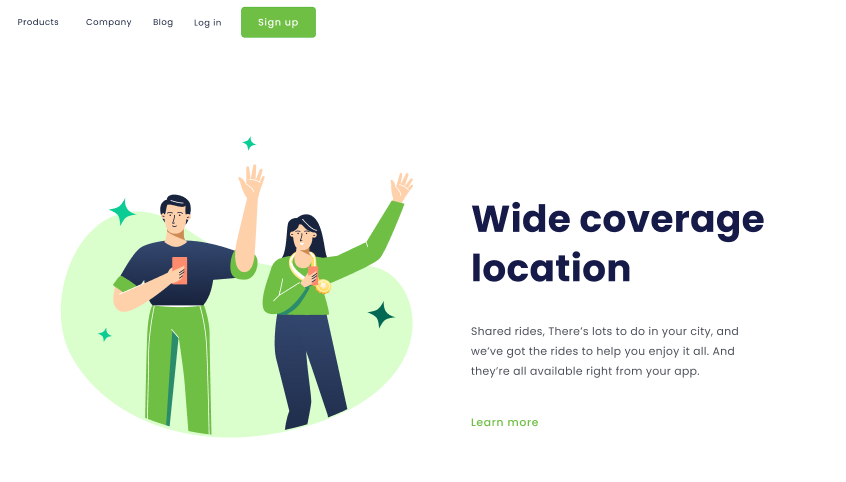 Products Company Blog Log in Sign up
Wide coverage
location
Shared rides, There's lots to do in your city, and
we've got the rides to help you enjoy it all. And
they're all available right from your app.
Learn more